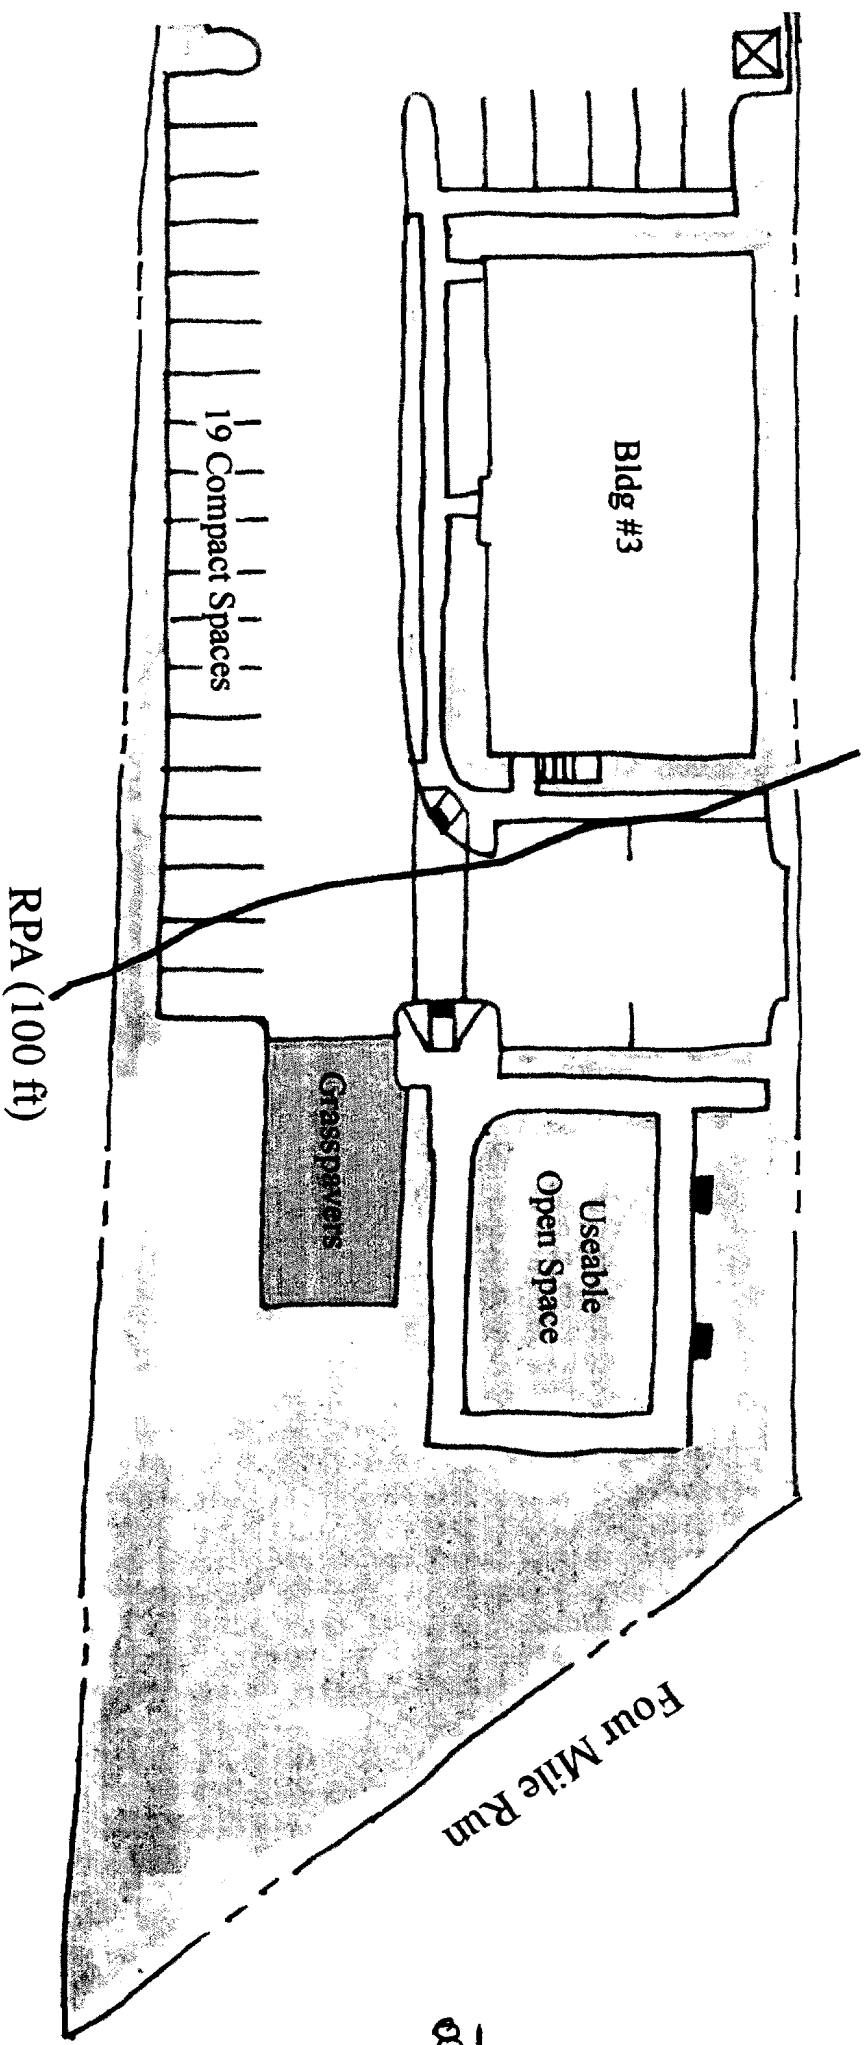 Bldg #3
19 Compact Spaces
RPA (100 ft)
Grasspavers
Useable
Open Space
Four Mile Run